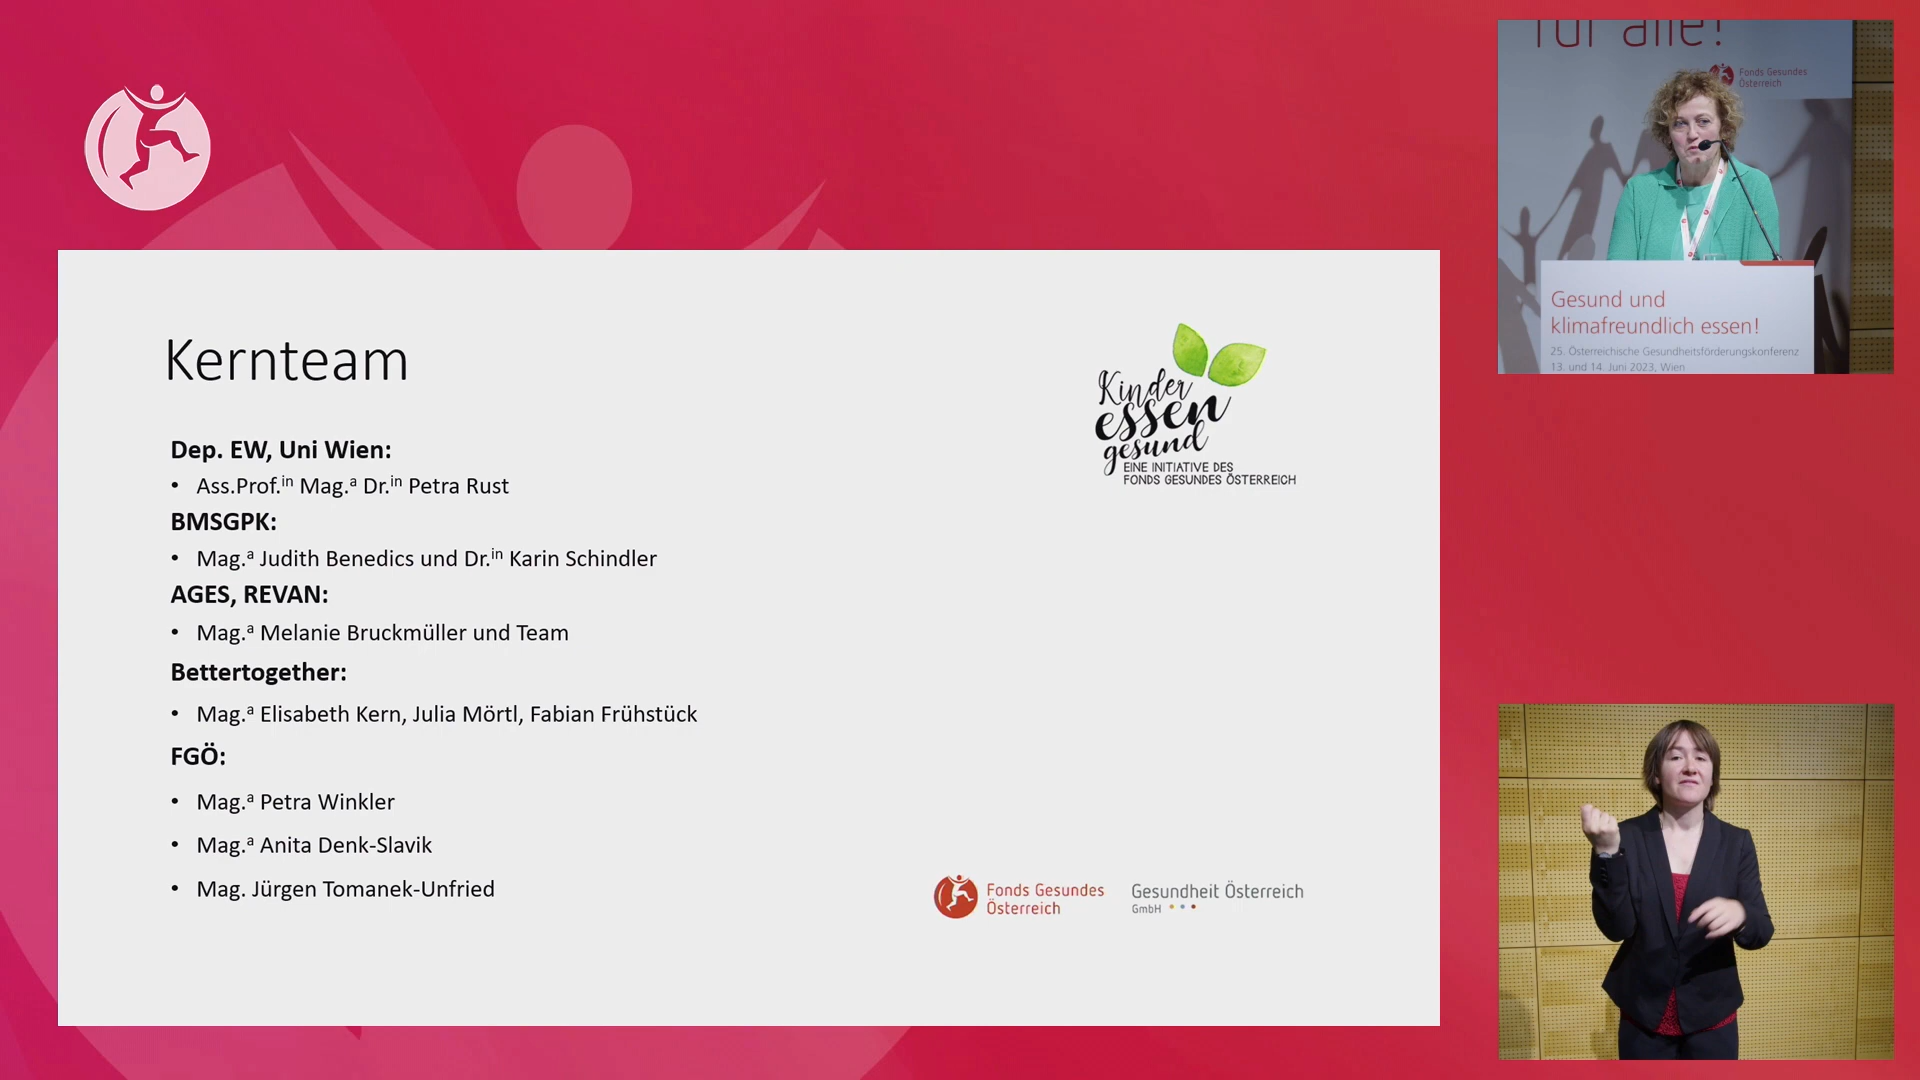 Kernteam
Dep. EW, Uni Wien:
• Ass.Prof.in Mag.a Dr.in Petra Rust
BMSGPK:
• Mag.a Judith Benedics und Dr.in Karin Schindler
AGES, REVAN:
• Mag.a Melanie Bruckmüller und Team
Bettertogether:
• Mag.a Elisabeth Kern, Julia Mörtl, Fabian Frühstück
FGÖ:
• Mag.a Petra Winkler
• Mag.a Anita Denk-Slavik
• Mag. Jürgen Tomanek-Unfried
Kinder
essen
gesund
EINE INITIATIVE DES
FONDS GESUNDES ÖSTERREICH
Fonds Gesundes
Österreich
Gesundheit Österreich
GmbH
für alle!
Fonds Gesundes
Österreich
Gesund und
klimafreundlich essen!
25. Österreichische Gesundheitsförderungskonferenz
13. und 14. Juni 2023, Wien